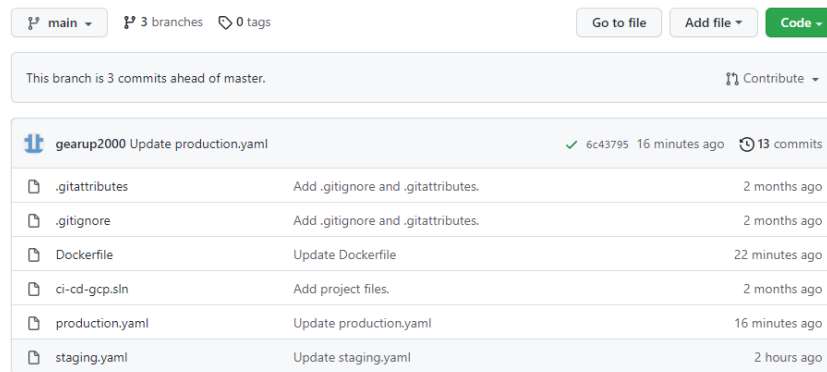 main 3 branches 0 tags Go to file Add file Code
This branch is 3 commits ahead of master. Contribute
gearup2000 Update production.yaml 6c43795 16 minutes ago 13 commits
.gitattributes Add .gitignore and .gitattributes. 2 months ago
.gitignore Add .gitignore and .gitattributes. 2 months ago
Dockerfile Update Dockerfile 22 minutes ago
ci-cd-gcp.sln Add project files. 2 months ago
production.yaml Update production.yaml 16 minutes ago
staging.yaml Update staging.yaml 2 hours ago